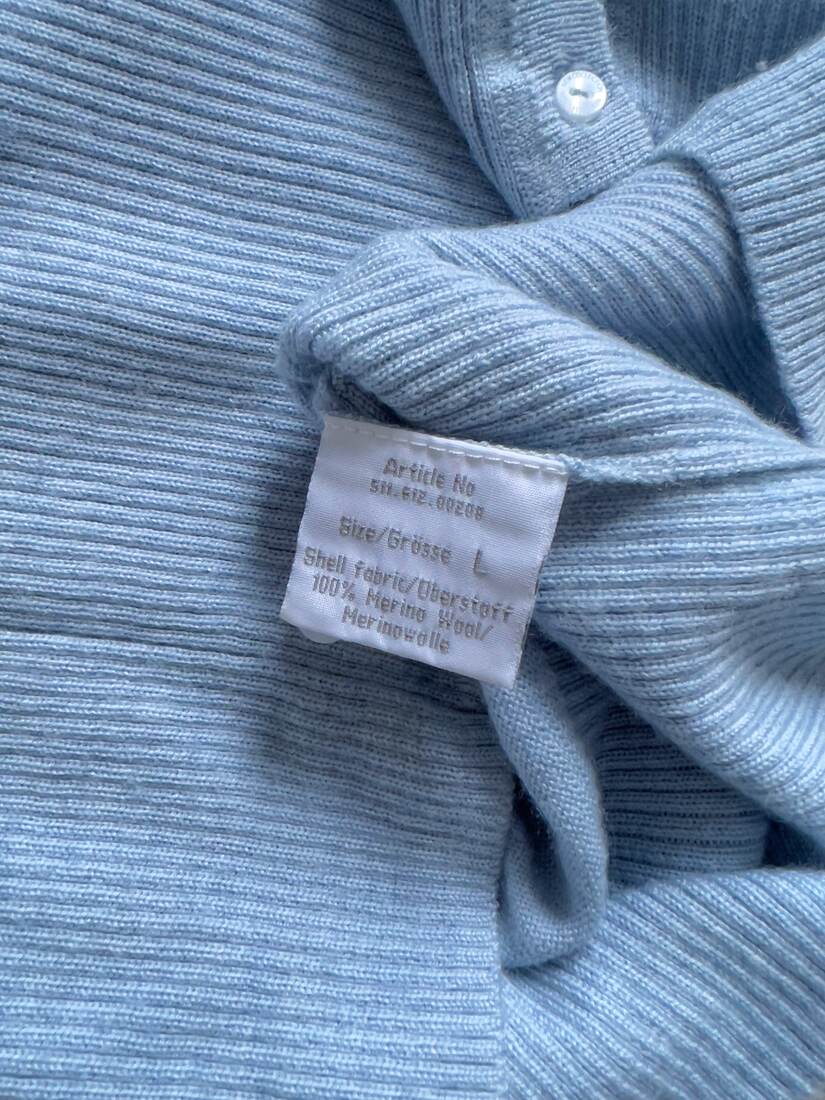 Article No
511.612.00208
Size/Grösse L
Shell fabric/Oberstoff
100% Merino Wool/
Merinowolle